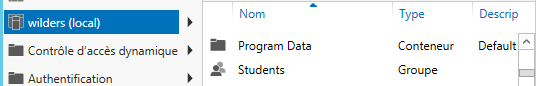 Nom Type Descrip
wilders (local)
Contrôle d'accès dynamique Program Data Conteneur Default
Authentification Students Groupe